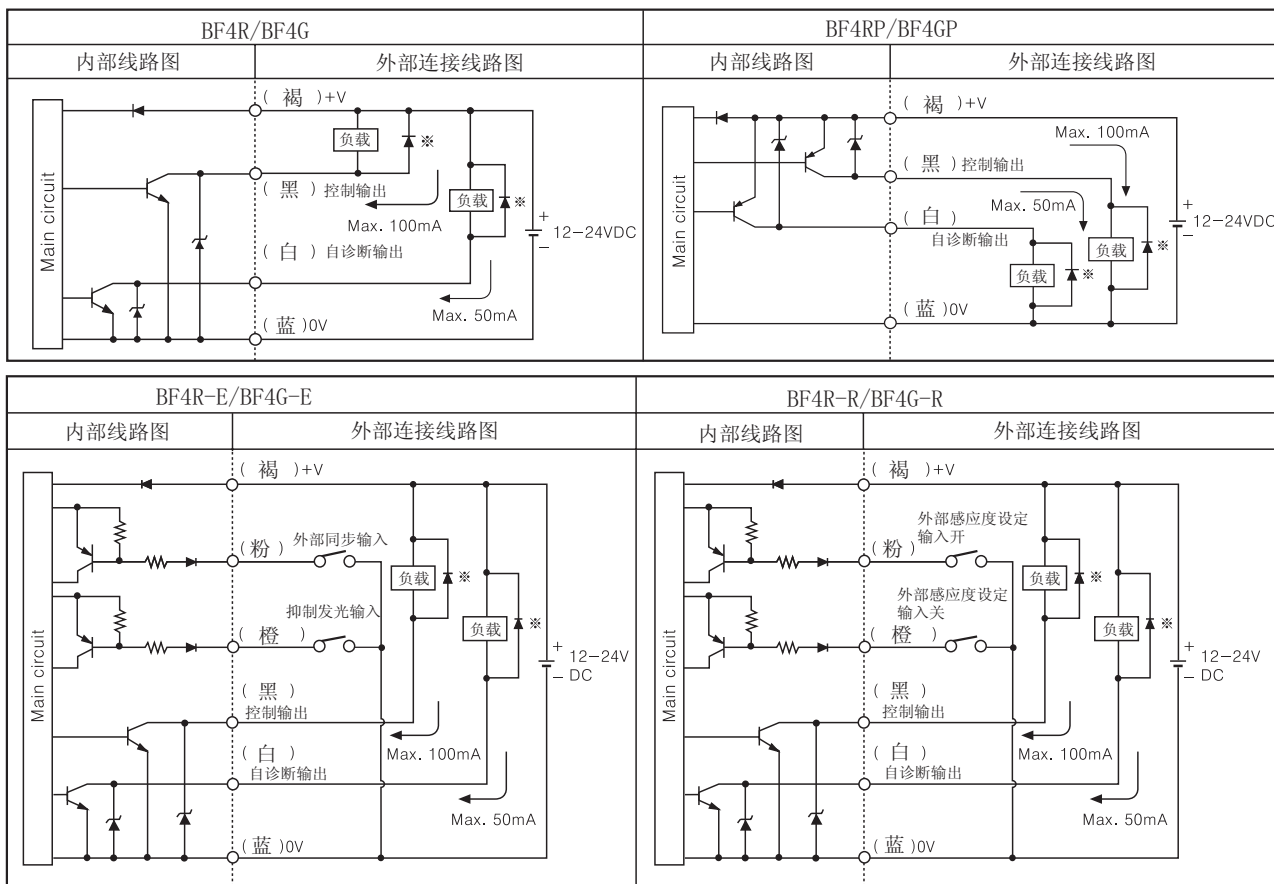 BF4R/BF4G
内部线路图
外部连接线路图
Main circuit
(褐)+V
负载
※
(黑)控制输出
Max. 100mA
负载
※
+
12-24VDC
-
(白)自诊断输出
Max. 50mA
(蓝)0V
BF4RP/BF4GP
内部线路图
外部连接线路图
Main circuit
(褐)+V
Max. 100mA
(黑)控制输出
Max. 50mA
(白)
自诊断输出
负载
※
负载
※
+
12-24VDC
-
(蓝)0V
BF4R-E/BF4G-E
内部线路图
外部连接线路图
Main circuit
(褐)+V
(粉)
外部同步输入
负载
※
抑制发光输入
(橙)
负载
※
+
12-24V
- DC
(黑)
控制输出
Max. 100mA
(白)
自诊断输出
Max. 50mA
(蓝)0V
BF4R-R/BF4G-R
内部线路图
外部连接线路图
Main circuit
(褐)+V
外部感应度设定
输入开
(粉)
负载
※
外部感应度设定
输入关
(橙)
负载
※
+
12-24V
- DC
(黑)
控制输出
Max. 100mA
(白)
自诊断输出
Max. 50mA
(蓝)0V